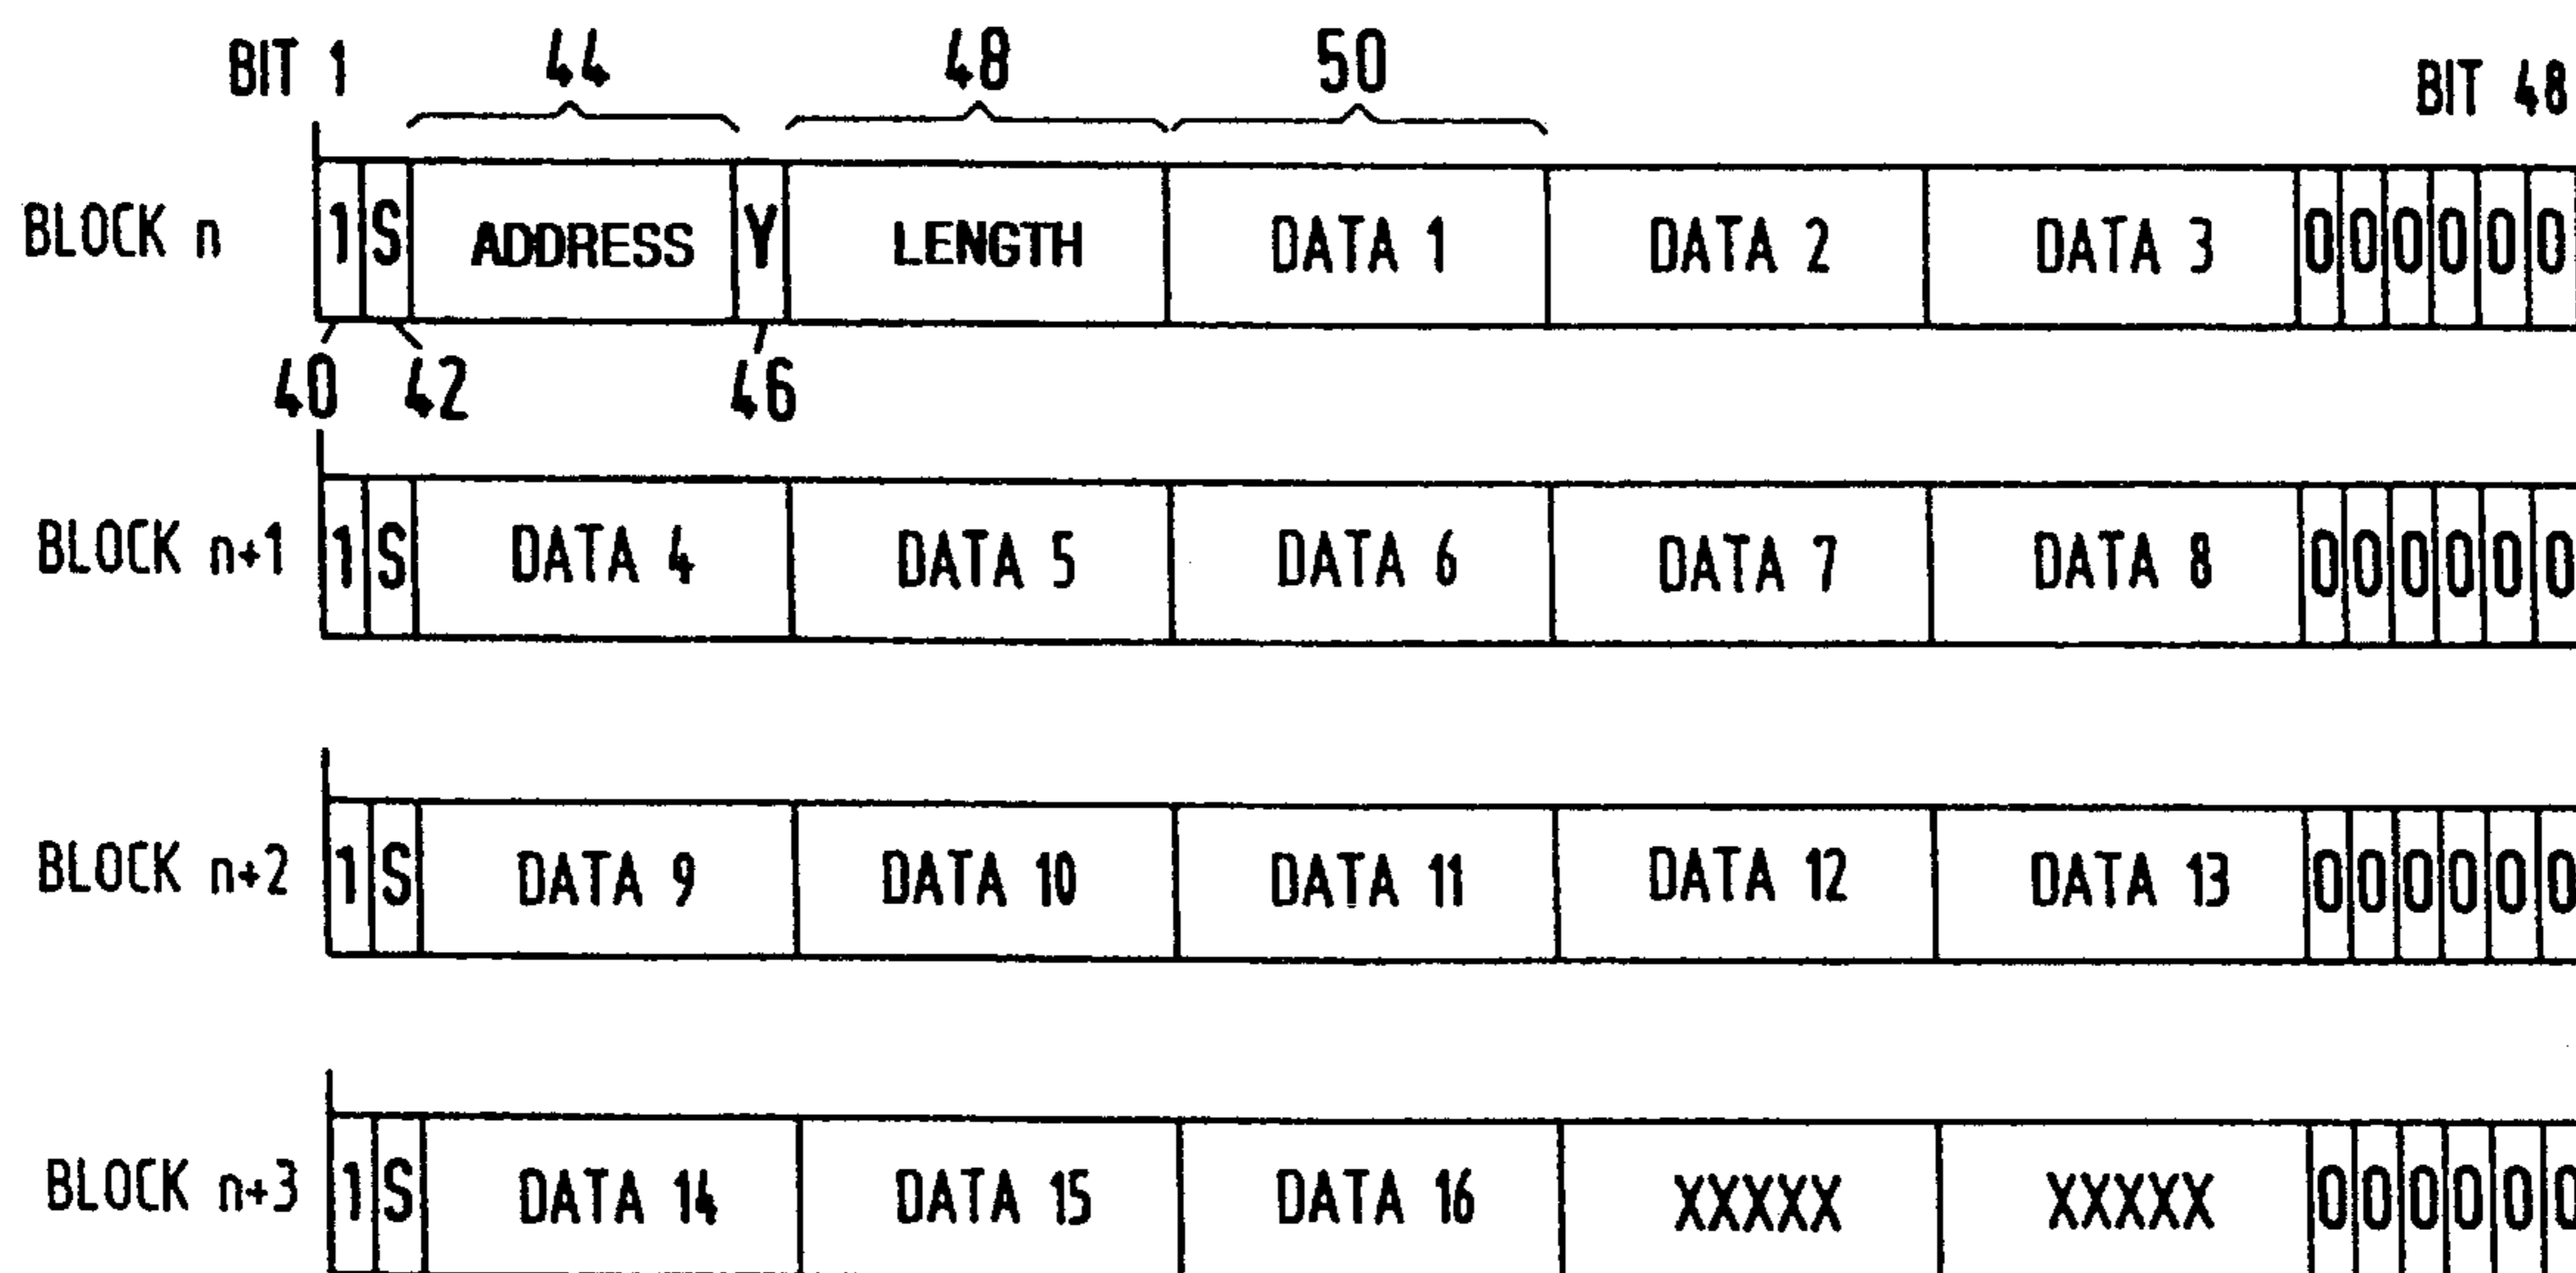 BIT 1 44 48 50 BIT 48
BLOCK n 1 S ADDRESS Y LENGTH DATA 1 DATA 2 DATA 3 0 0 0 0 0 0
40 42 46
BLOCK n+1 1 S DATA 4 DATA 5 DATA 6 DATA 7 DATA 8 0 0 0 0 0 0
BLOCK n+2 1 S DATA 9 DATA 10 DATA 11 DATA 12 DATA 13 0 0 0 0 0 0
BLOCK n+3 1 S DATA 14 DATA 15 DATA 16 XXXXX XXXXX 0 0 0 0 0 0